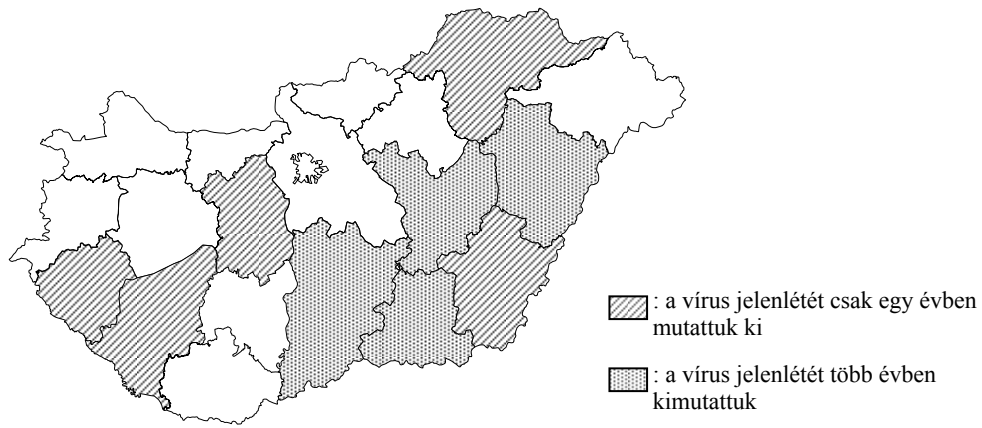 : a vírus jelenlétét csak egy évben
mutattuk ki
: a vírus jelenlétét több évben
kimutattuk